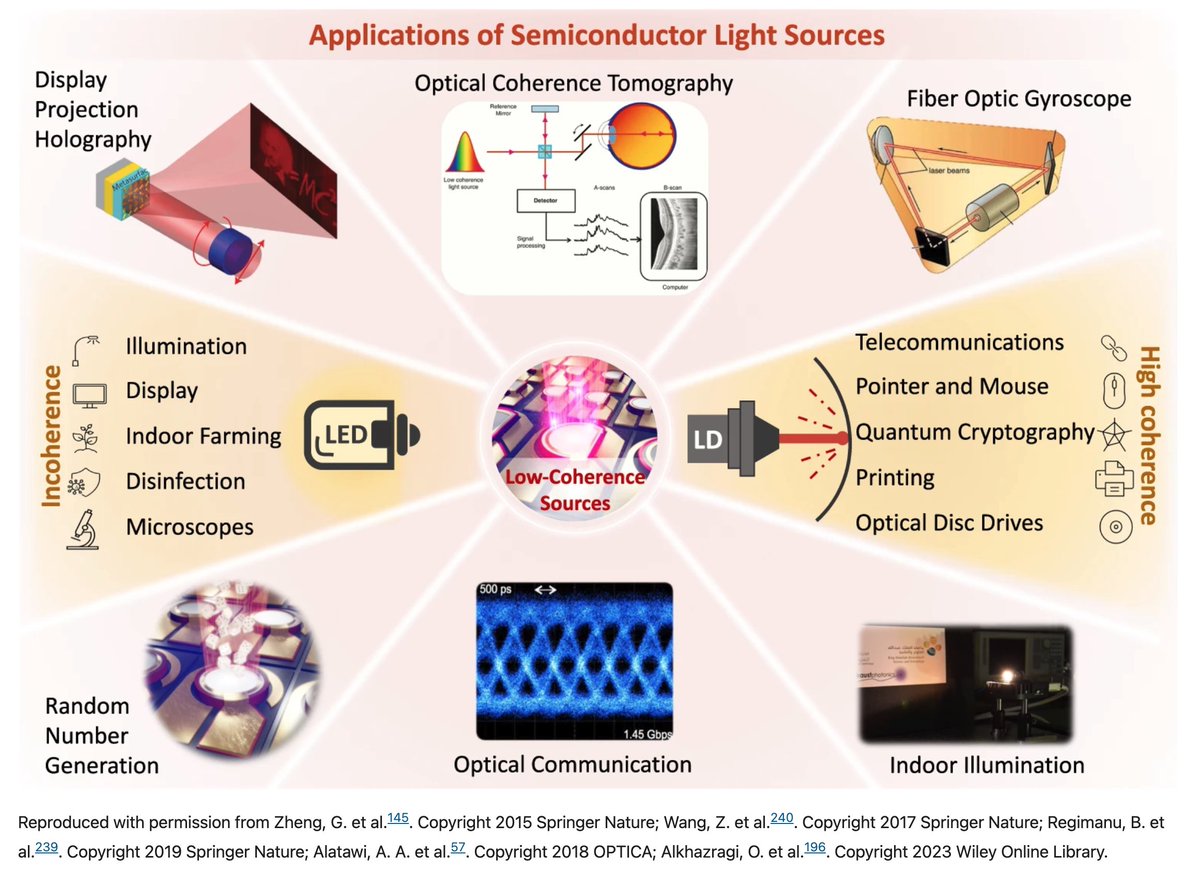 Applications of Semiconductor Light Sources
Display
Projection
Holography
Metasurfac
MC
Optical Coherence Tomography
Reference
Mirror
Low coherence
light source
Detector
A-scans
B-scan
Signal
processing
Computer
Fiber Optic Gyroscope
laser beams
Incoherence
Illumination
Display
Indoor Farming
Disinfection
Microscopes
LED
Low-Coherence
Sources
LD
Telecommunications
Pointer and Mouse
Quantum Cryptography
Printing
Optical Disc Drives
High coherence
Random
Number
Generation
500 ps
1.45 Gbps
Optical Communication
Indoor Illumination
Reproduced with permission from Zheng, G. et al.145. Copyright 2015 Springer Nature; Wang, Z. et al.240. Copyright 2017 Springer Nature; Regimanu, B. et
al.239. Copyright 2019 Springer Nature; Alatawi, A. A. et al.57. Copyright 2018 OPTICA; Alkhazragi, O. et al.196. Copyright 2023 Wiley Online Library.